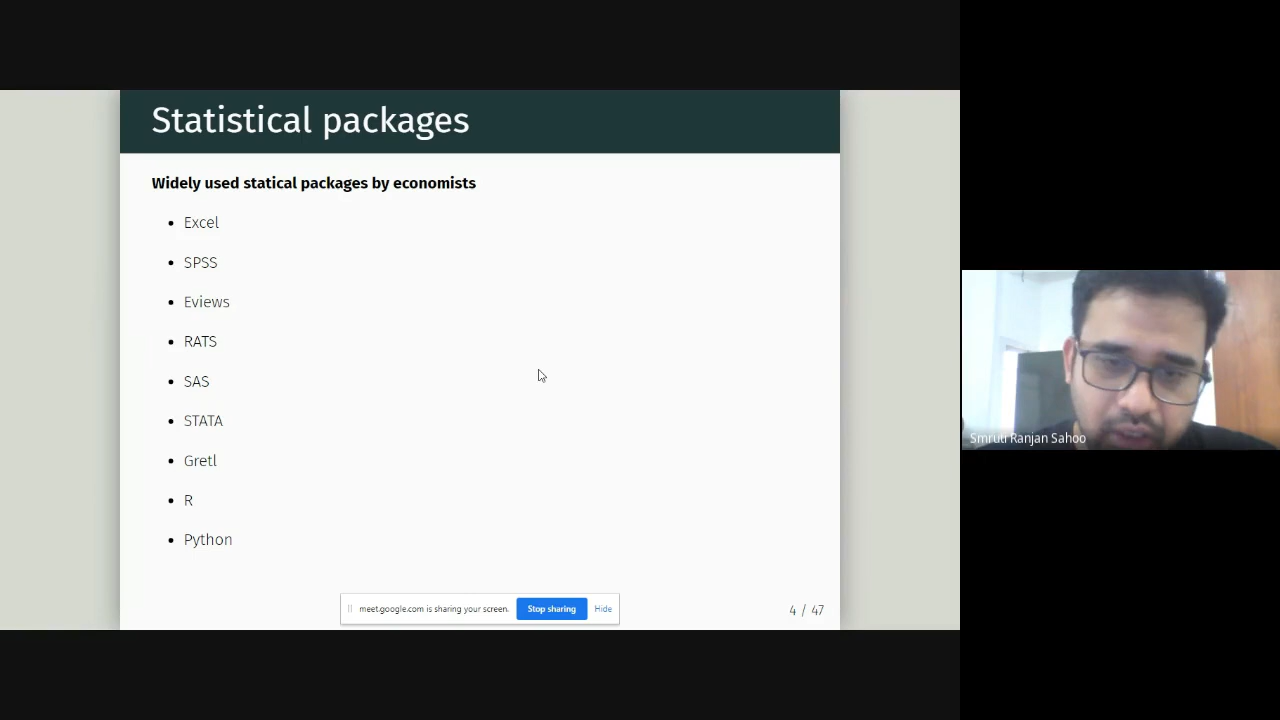 Statistical packages
Widely used statical packages by economists
• Excel
• SPSS
• Eviews
• RATS
• SAS
• STATA
• Gretl
• R
• Python
meet.google.com is sharing your screen. Stop sharing Hide
4 / 47
Smruti Ranjan Sahoo